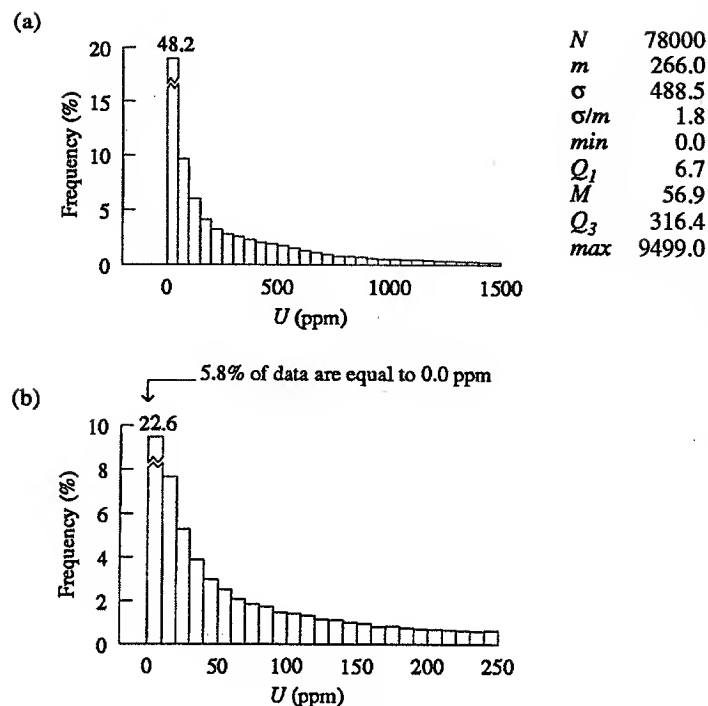 (a)
48.2
20
15
10
5
0
Frequency (%)
0 500 1000 1500
U (ppm)
N 78000
m 266.0
σ 488.5
σ/m 1.8
min 0.0
Q1 6.7
M 56.9
Q3 316.4
max 9499.0
5.8% of data are equal to 0.0 ppm
(b)
22.6
10
8
6
4
2
0
Frequency (%)
0 50 100 150 200 250
U (ppm)